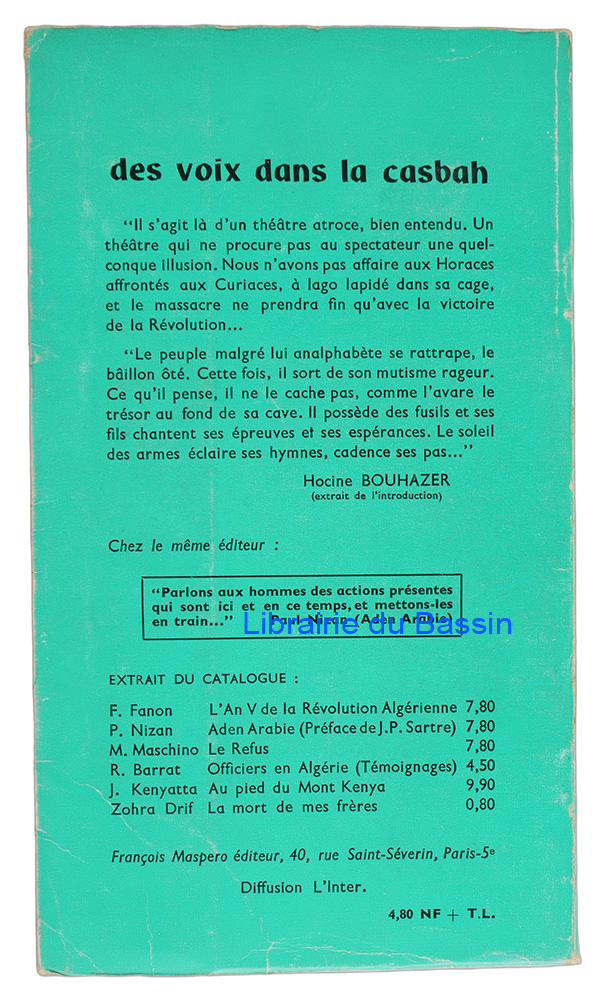 des voix dans la casbah
“Il s'agit là d'un théâtre atroce, bien entendu. Un
théâtre qui ne procure pas au spectateur une quel-
conque illusion. Nous n'avons pas affaire aux Horaces
affrontés aux Curiaces, à Iago lapidé dans sa cage,
et le massacre ne prendra fin qu'avec la victoire
de la Révolution...
“Le peuple malgré lui analphabète se rattrape, le
bâillon ôté. Cette fois, il sort de son mutisme rageur.
Ce qu'il pense, il ne le cache pas, comme l'avare le
trésor au fond de sa cave. Il possède des fusils et ses
fils chantent ses épreuves et ses espérances. Le soleil
des armes éclaire ses hymnes, cadence ses pas...”
Hocine BOUHAZER
(extrait de l'introduction)
Chez le même éditeur :
“Parlons aux hommes des actions présentes
qui sont ici et en ce temps, et mettons-les
en train...” Paul Nizan (Aden Arabie)
Librairie du Bassin
EXTRAIT DU CATALOGUE :
F. Fanon L'An V de la Révolution Algérienne 7,80
P. Nizan Aden Arabie (Préface de J.P. Sartre) 7,80
M. Maschino Le Refus 7,80
R. Barrat Officiers en Algérie (Témoignages) 4,50
J. Kenyatta Au pied du Mont Kenya 9,90
Zohra Drif La mort de mes frères 0,80
François Maspero éditeur, 40, rue Saint-Séverin, Paris-5e
Diffusion L'Inter.
4,80 NF + T.L.